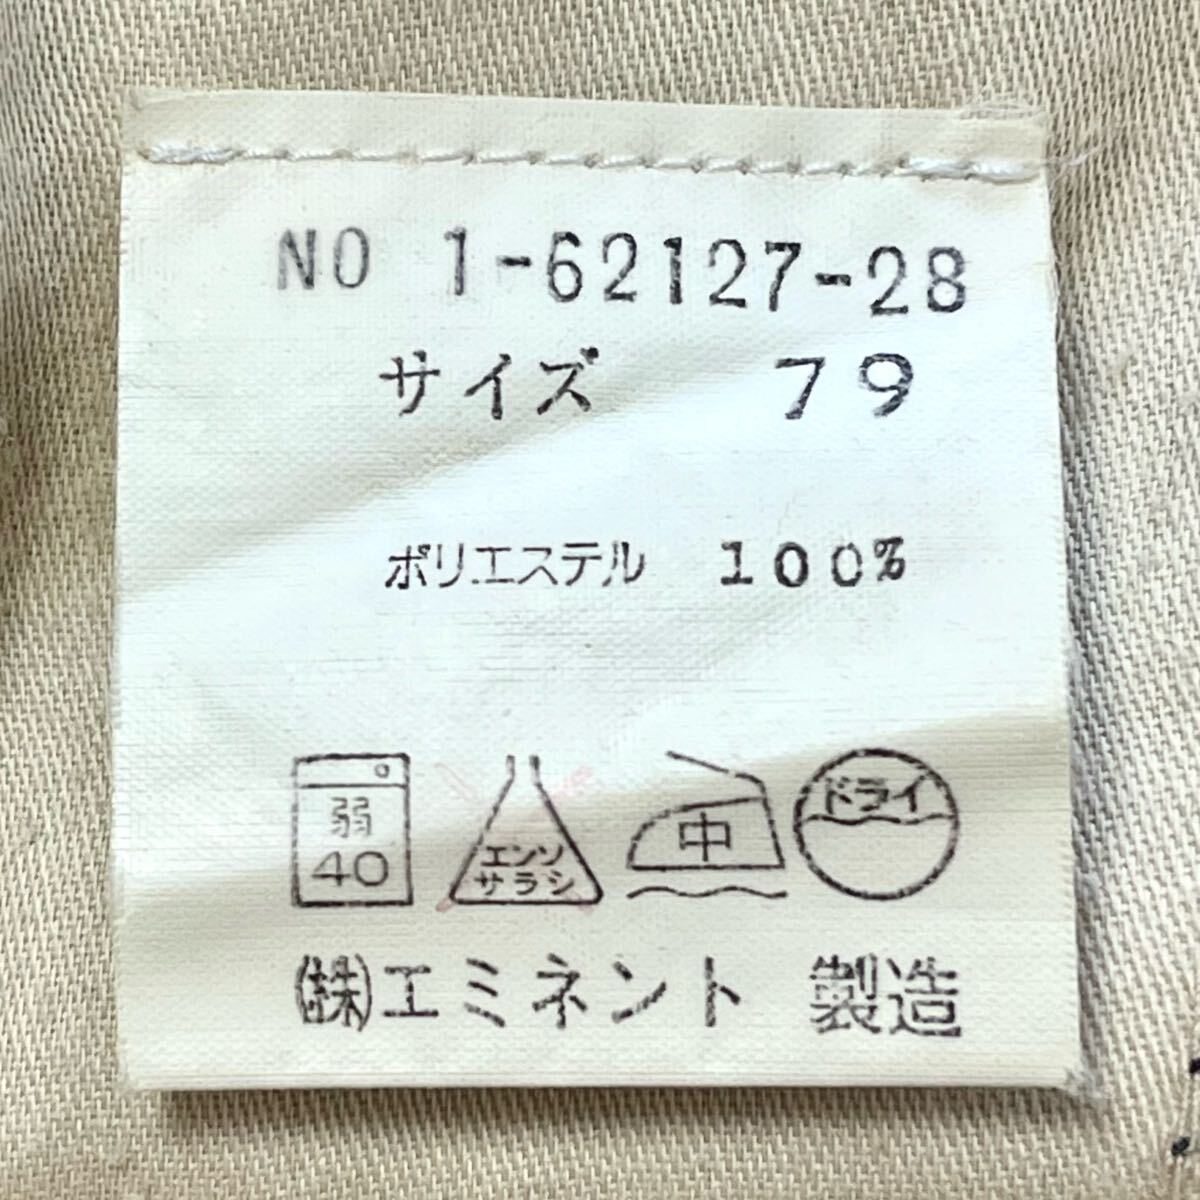 NO 1-62127-28
サイズ 79
ポリエステル 100%
弱
40
エンソ
サラシ
中
ドライ
㈱エミネント 製造